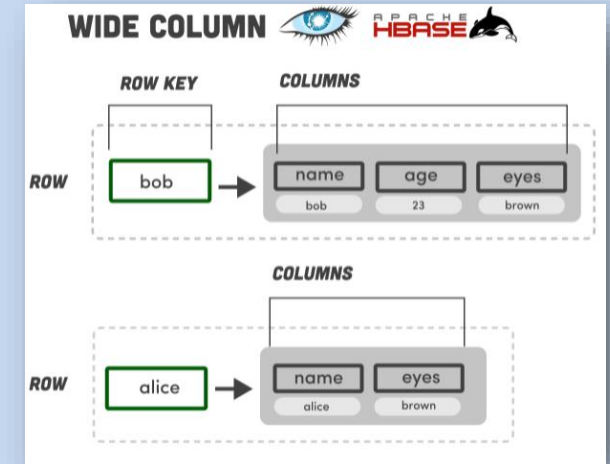 WIDE COLUMN APACHE HBASE
ROW KEY COLUMNS
ROW bob name age eyes
bob 23 brown
COLUMNS
ROW alice name eyes
alice brown